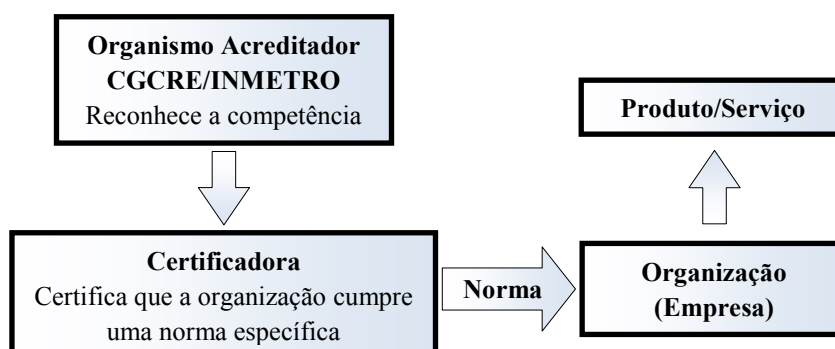 Organismo Acreditador
CGCRE/INMETRO
Reconhece a competência
Produto/Serviço
Certificadora
Certifica que a organização cumpre
uma norma específica
Norma
Organização
(Empresa)